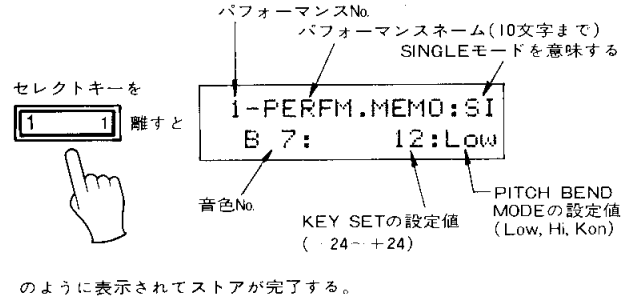 パフォーマンスNo.
パフォーマンスネーム(10文字まで)
SINGLEモードを意味する
セレクトキーを
1 1 離すと
1-PERFM.MEMO:SI
B 7: 12:Low
音色No.
KEY SETの設定値
( -24~+24)
PITCH BEND
MODEの設定値
(Low, Hi, Kon)
のように表示されてストアが完了する。